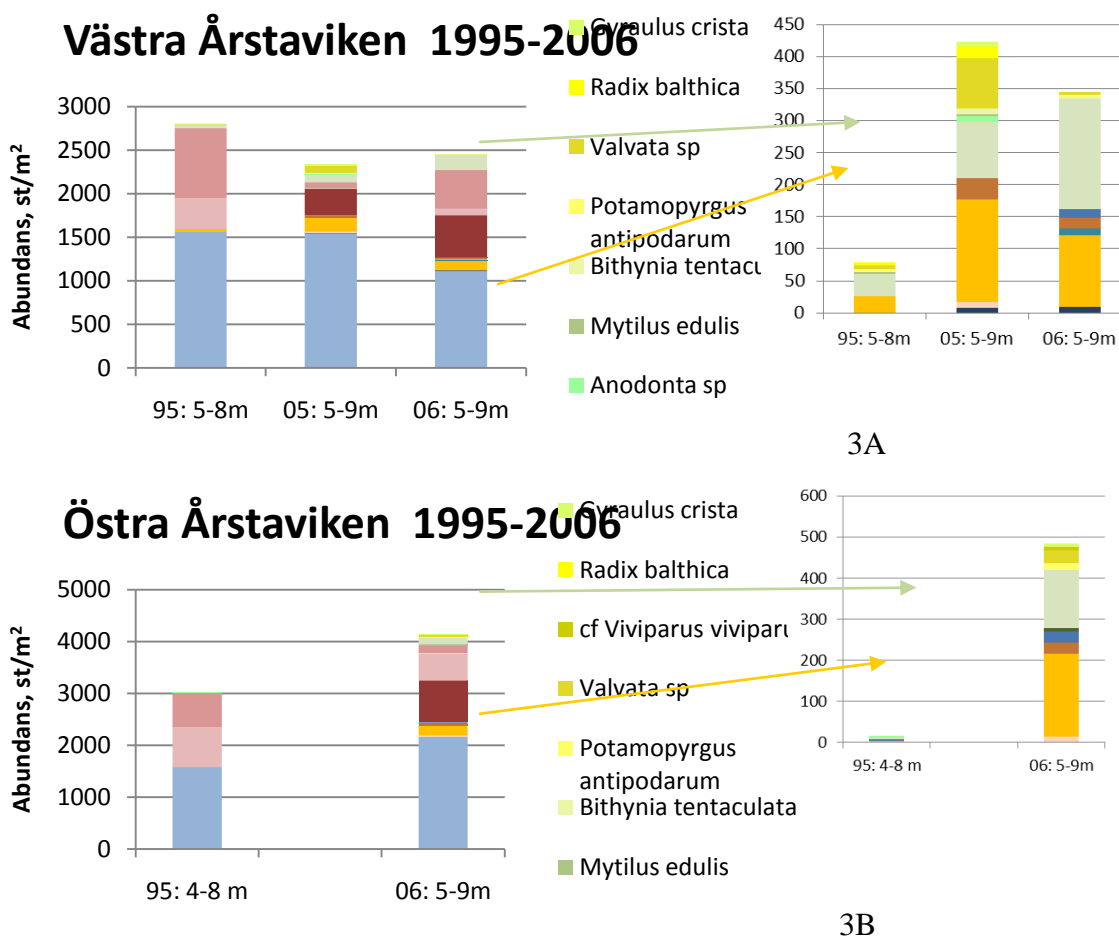 Västra Årstaviken 1995-2006
Abundans, st/m²
3000
2500
2000
1500
1000
500
0
95: 5-8m 05: 5-9m 06: 5-9m
Gyraulus crista
Radix balthica
Valvata sp
Potamopyrgus
antipodarum
Bithynia tentacu
Mytilus edulis
Anodonta sp
450
400
350
300
250
200
150
100
50
0
95: 5-8m 05: 5-9m 06: 5-9m
3A
Östra Årstaviken 1995-2006
Abundans, st/m²
5000
4000
3000
2000
1000
0
95: 4-8 m 06: 5-9m
Gyraulus crista
Radix balthica
cf Viviparus viviparu
Valvata sp
Potamopyrgus
antipodarum
Bithynia tentaculata
Mytilus edulis
600
500
400
300
200
100
0
95: 4-8 m 06: 5-9m
3B